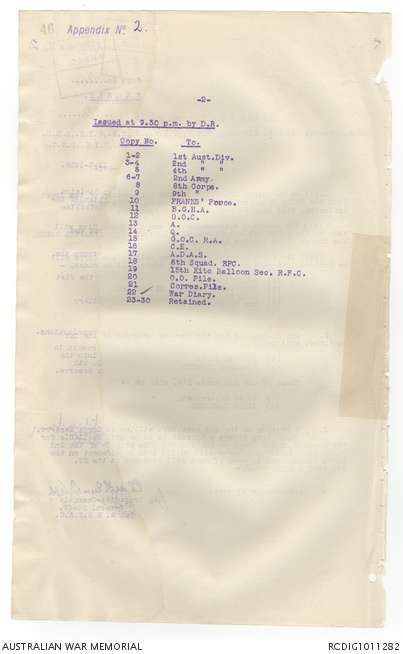 46 Appendix No 2.
-2-
Issued at 9.30 p.m. by D.R.
Copy No. To.
1-2 1st Aust.Div.
3-4 2nd " "
5 4th " "
6-7 2nd Army.
8 8th Corps.
9 9th "
10 FRANKS' Force.
11 B.G.H.A.
12 G.O.C.
13 A.
14 Q.
15 G.O.C. R.A.
16 C.E.
17 A.D.A.S.
18 6th Squad. RFC.
19 15th Kite Balloon Sec. R.F.C.
20 C.O. File.
21 Corres.File.
22 ✓ War Diary.
23-30 Retained.
AUSTRALIAN WAR MEMORIAL RCDIG1011282